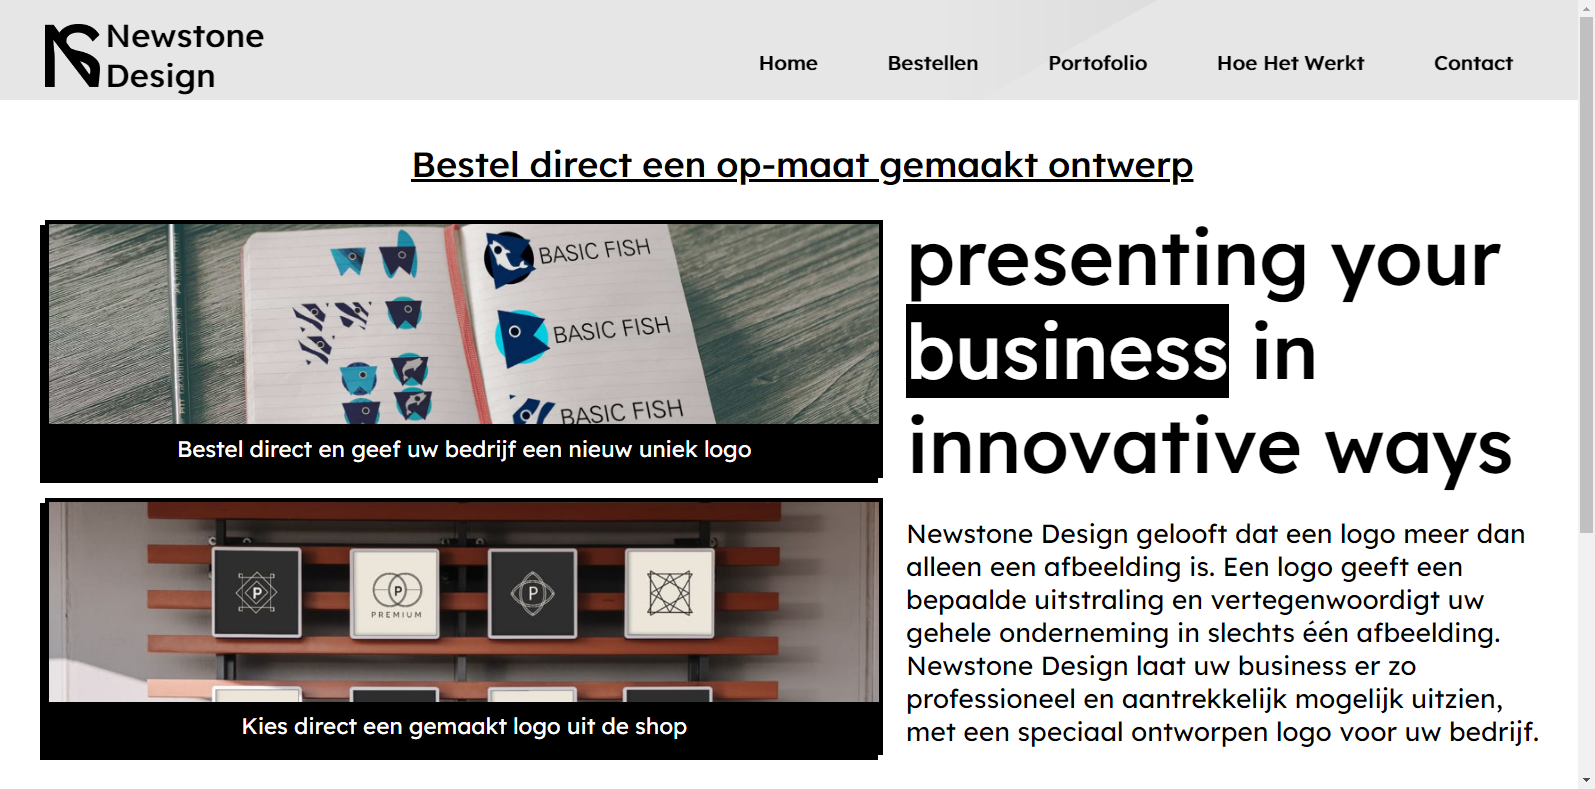 Newstone
Design
Home Bestellen Portofolio Hoe Het Werkt Contact
Bestel direct een op-maat gemaakt ontwerp
BASIC FISH
BASIC FISH
BASIC FISH
Bestel direct en geef uw bedrijf een nieuw uniek logo
P P P
PREMIUM
Kies direct een gemaakt logo uit de shop
presenting your
business in
innovative ways
Newstone Design gelooft dat een logo meer dan
alleen een afbeelding is. Een logo geeft een
bepaalde uitstraling en vertegenwoordigt uw
gehele onderneming in slechts één afbeelding.
Newstone Design laat uw business er zo
professioneel en aantrekkelijk mogelijk uitzien,
met een speciaal ontworpen logo voor uw bedrijf.